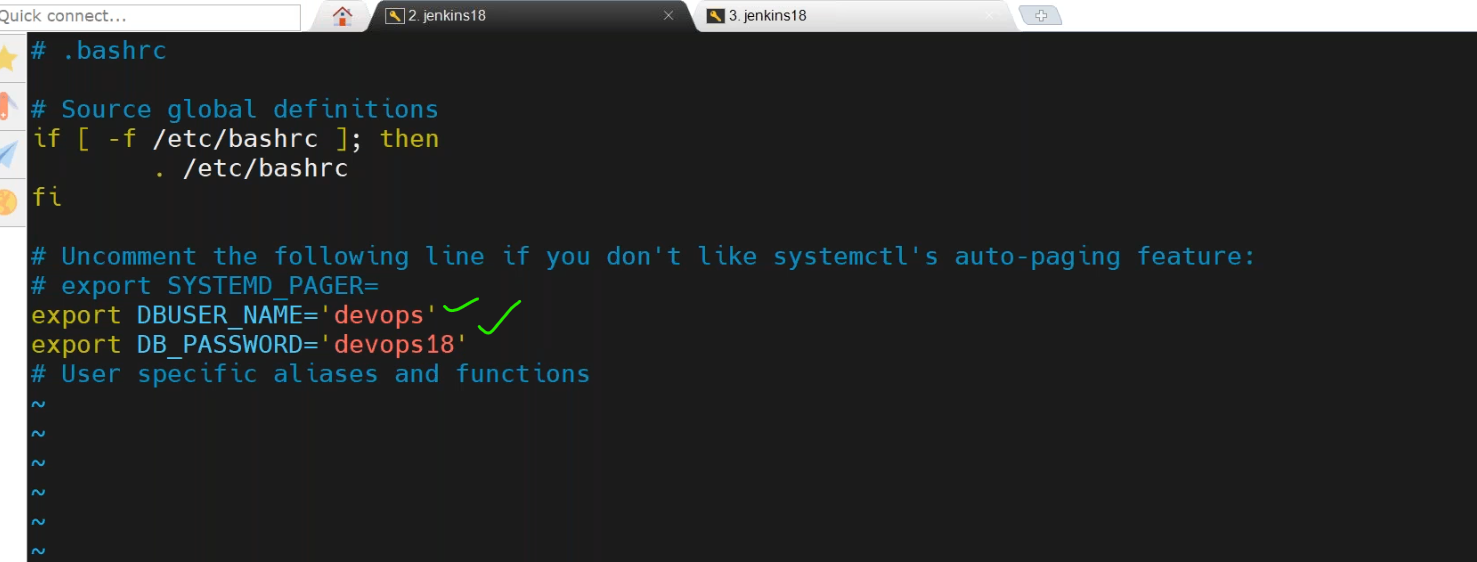 Quick connect...
2. jenkins18
3. jenkins18
# .bashrc
# Source global definitions
if [ -f /etc/bashrc ]; then
. /etc/bashrc
fi
# Uncomment the following line if you don't like systemctl's auto-paging feature:
# export SYSTEMD_PAGER=
export DBUSER_NAME='devops'
export DB_PASSWORD='devops18'
# User specific aliases and functions
~
~
~
~
~
~